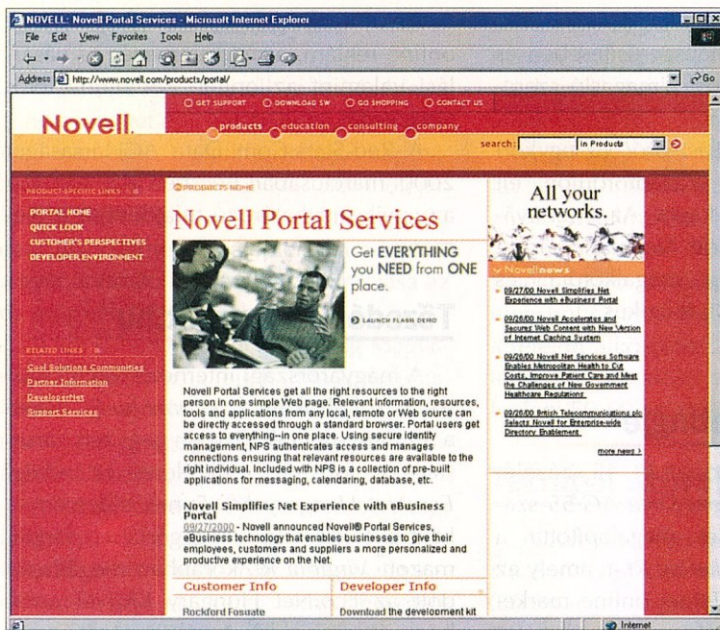 NOVELL: Novell Portal Services - Microsoft Internet Explorer
File Edit View Favorites Tools Help
Address http://www.novell.com/products/portal/ Go
GET SUPPORT DOWNLOAD SW GO SHOPPING CONTACT US
Novell.
products education consulting company
search: in Products
PRODUCT-SPECIFIC LINKS
PORTAL HOME
QUICK LOOK
CUSTOMER'S PERSPECTIVES
DEVELOPER ENVIRONMENT
RELATED LINKS
Cool Solutions Communities
Partner Information
DeveloperNet
Support Services
PRODUCTS HOME
Novell Portal Services
Get EVERYTHING
you NEED from ONE
place.
LAUNCH FLASH DEMO
Novell Portal Services get all the right resources to the right
person in one simple Web page. Relevant information, resources,
tools and applications from any local, remote or Web source can
be directly accessed through a standard browser. Portal users get
access to everything--in one place. Using secure identity
management, NPS authenticates access and manages
connections ensuring that relevant resources are available to the
right individual. Included with NPS is a collection of pre-built
applications for messaging, calendaring, database, etc.
Novell Simplifies Net Experience with eBusiness
Portal
09/27/2000 - Novell announced Novell® Portal Services,
eBusiness technology that enables businesses to give their
employees, customers and suppliers a more personalized and
productive experience on the Net.
Customer Info
Rockford Fosgate
Developer Info
Download the development kit
All your
networks.
Novell news
09/27/00 Novell Simplifies Net
Experience with eBusiness Portal
09/26/00 Novell Accelerates and
Secures Web Content with New Version
of Internet Caching System
09/26/00 Novell Net Services Software
Enables Metropolitan Health to Cut
Costs, Improve Patient Care and Meet
the Challenges of New Government
Healthcare Regulations
09/26/00 British Telecommunications plc
Selects Novell for Enterprise-wide
Directory Enablement
more news >
Internet